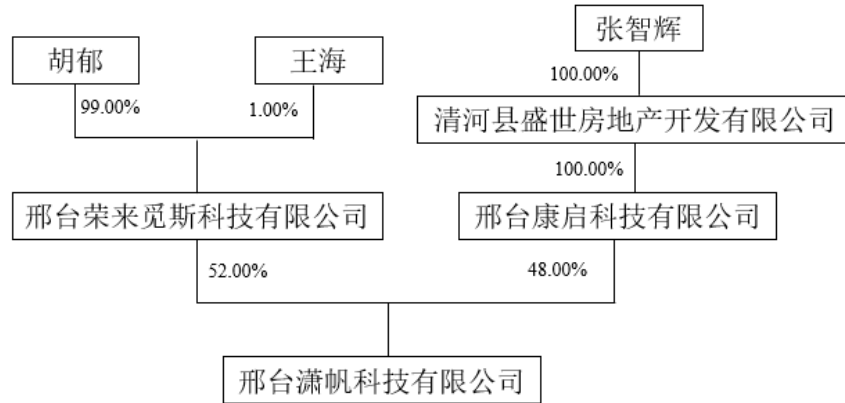 张智辉
胡郁
王海
100.00%
99.00%
1.00%
清河县盛世房地产开发有限公司
100.00%
邢台荣来觅斯科技有限公司
邢台康启科技有限公司
52.00%
48.00%
邢台潇帆科技有限公司